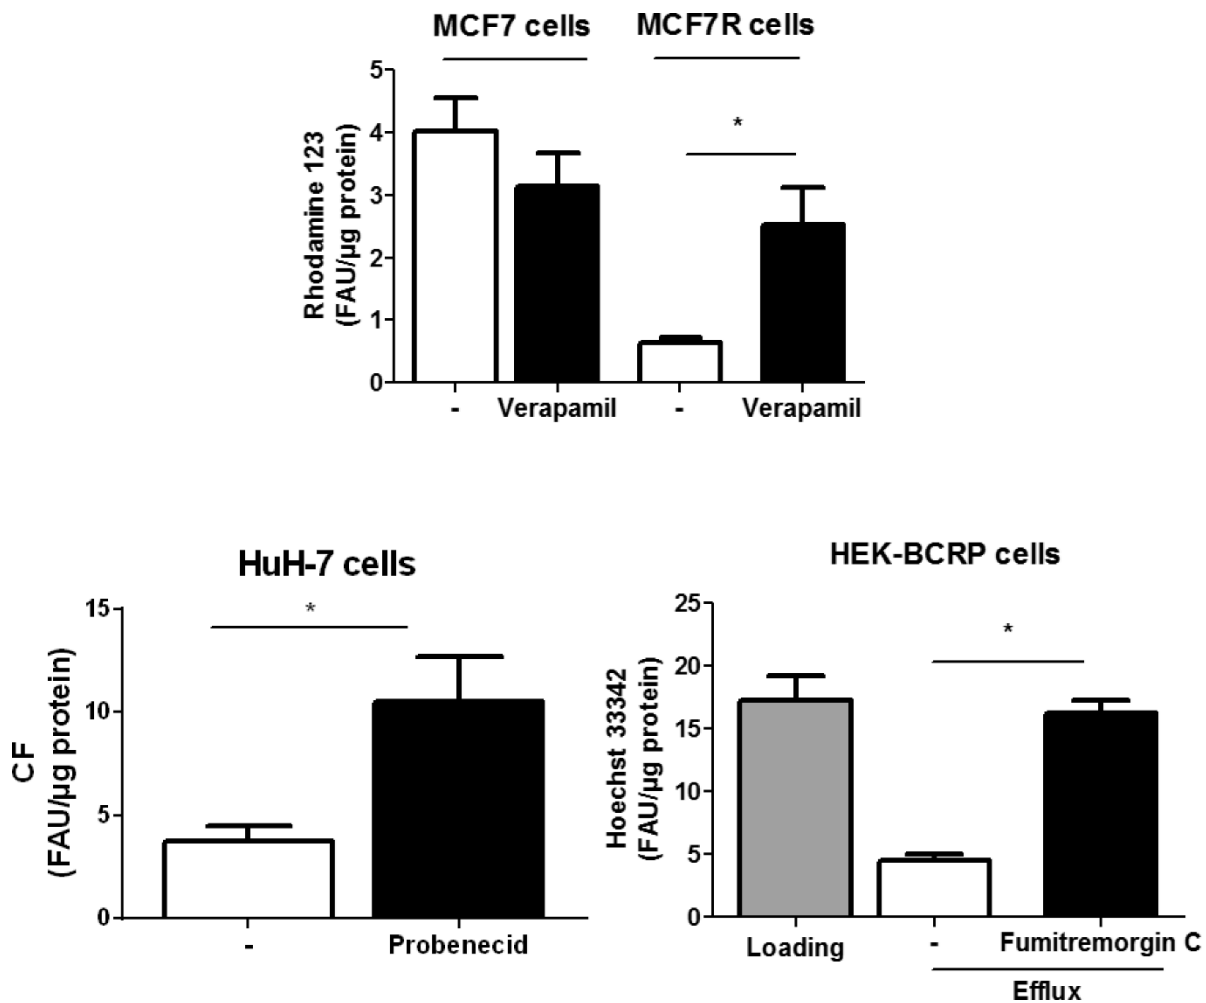 MCF7 cells MCF7R cells
Rhodamine 123
(FAU/µg protein)
5
4
3
2
1
0
*
- Verapamil - Verapamil
HuH-7 cells
CF
(FAU/µg protein)
15
10
5
0
*
- Probenecid
HEK-BCRP cells
Hoechst 33342
(FAU/µg protein)
25
20
15
10
5
0
*
Loading - Fumitremorgin C
Efflux